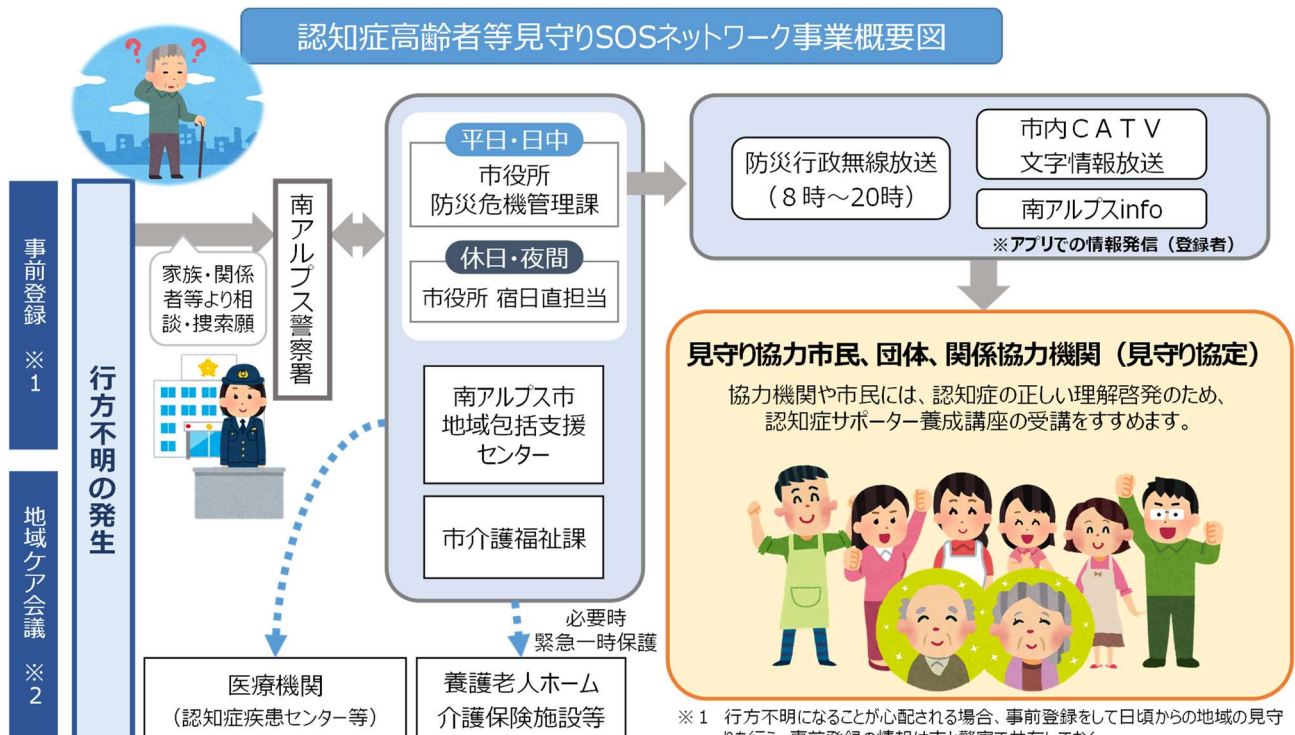 認知症高齢者等見守りSOSネットワーク事業概要図
？？
事前登録　※1
地域ケア会議　※2
行方不明の発生
家族・関係
者等より相
談・捜索願
南アルプス警察署
平日・日中
市役所
防災危機管理課
休日・夜間
市役所 宿日直担当
南アルプス市
地域包括支援
センター
市介護福祉課
必要時
緊急一時保護
医療機関
（認知症疾患センター等）
養護老人ホーム
介護保険施設等
防災行政無線放送
（８時～20時）
市内ＣＡＴＶ
文字情報放送
南アルプスinfo
※アプリでの情報発信（登録者）
見守り協力市民、団体、関係協力機関（見守り協定）
協力機関や市民には、認知症の正しい理解啓発のため、
認知症サポーター養成講座の受講をすすめます。
※１　行方不明になることが心配される場合、事前登録をして日頃からの地域の見守